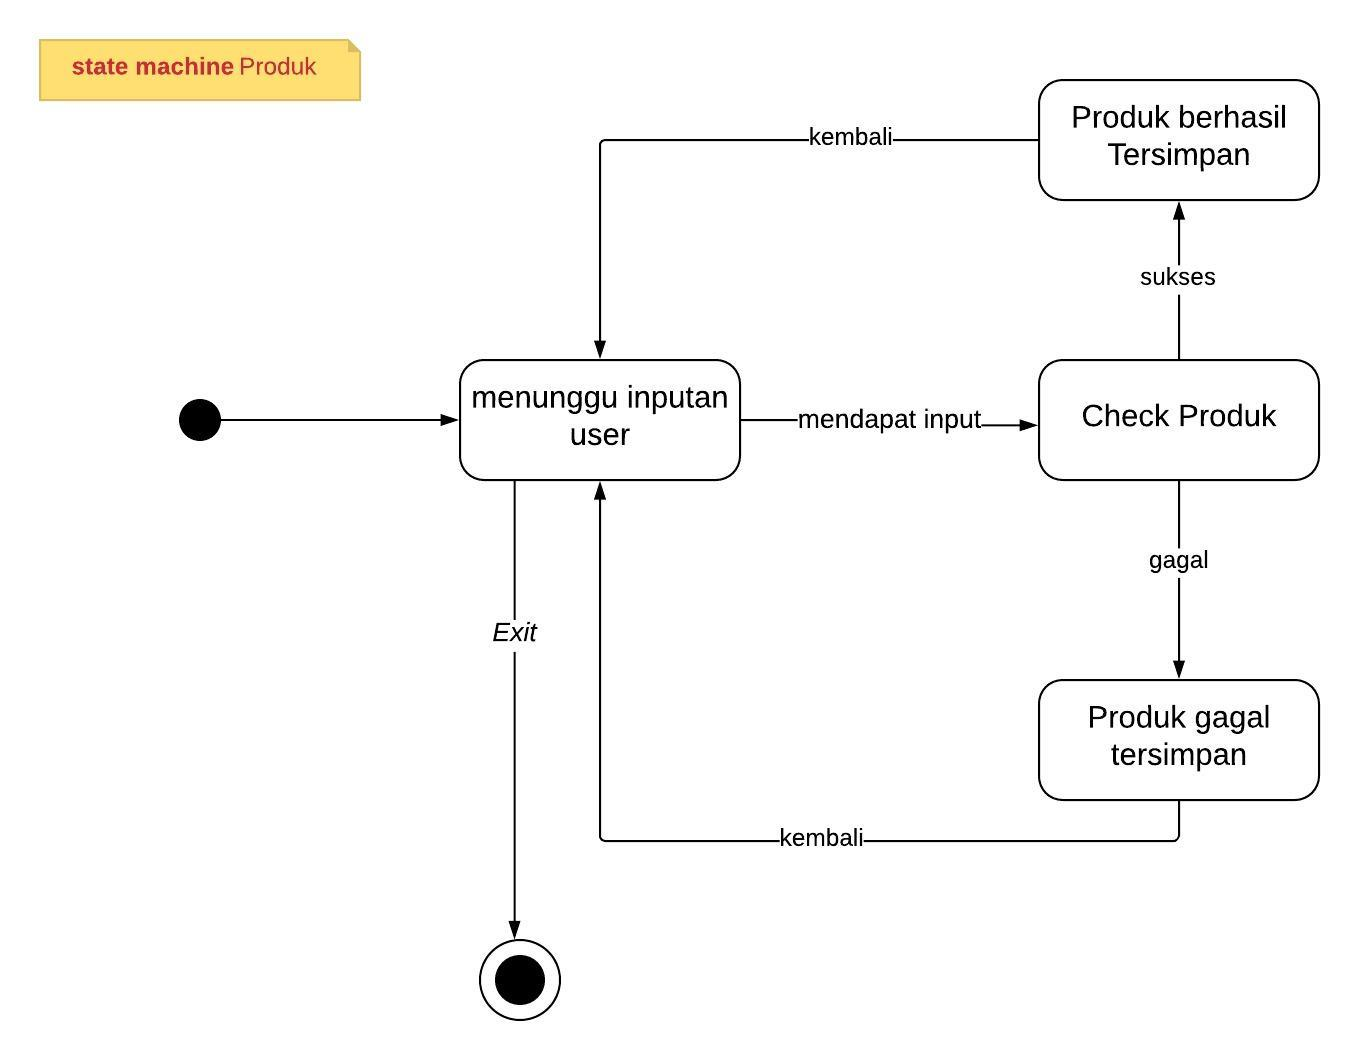 state machine Produk
Produk berhasil
Tersimpan
kembali
sukses
menunggu inputan
user
mendapat input
Check Produk
gagal
Exit
Produk gagal
tersimpan
kembali